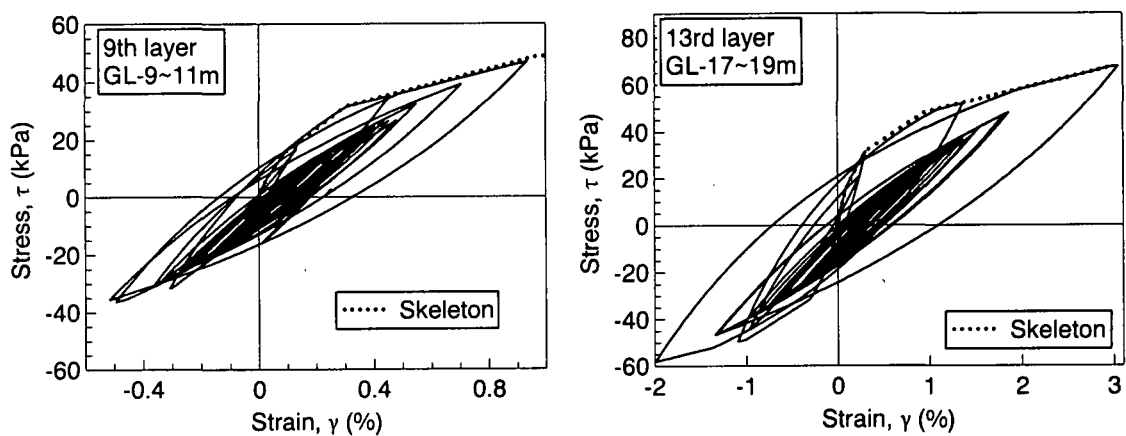 60
40
20
0
-20
-40
-60
Stress, τ (kPa)
9th layer
GL-9~11m
Skeleton
-0.4
0
0.4
0.8
Strain, γ (%)
80
60
40
20
0
-20
-40
-60
Stress, τ (kPa)
13rd layer
GL-17~19m
Skeleton
-2
-1
0
1
2
3
Strain, γ (%)